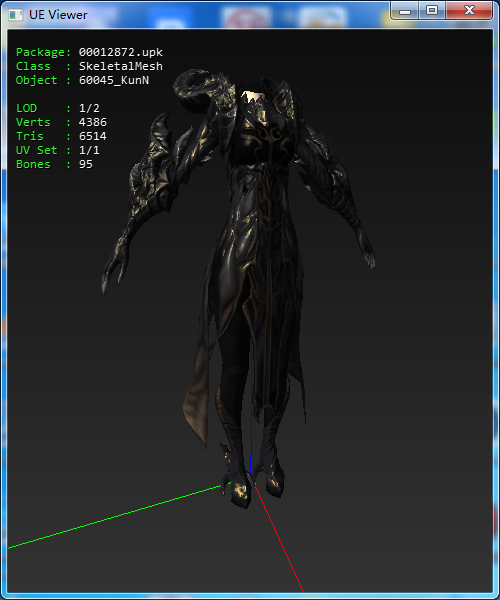 UE Viewer
Package: 00012872.upk
Class : SkeletalMesh
Object : 60045_KunN
LOD : 1/2
Verts : 4386
Tris : 6514
UV Set : 1/1
Bones : 95